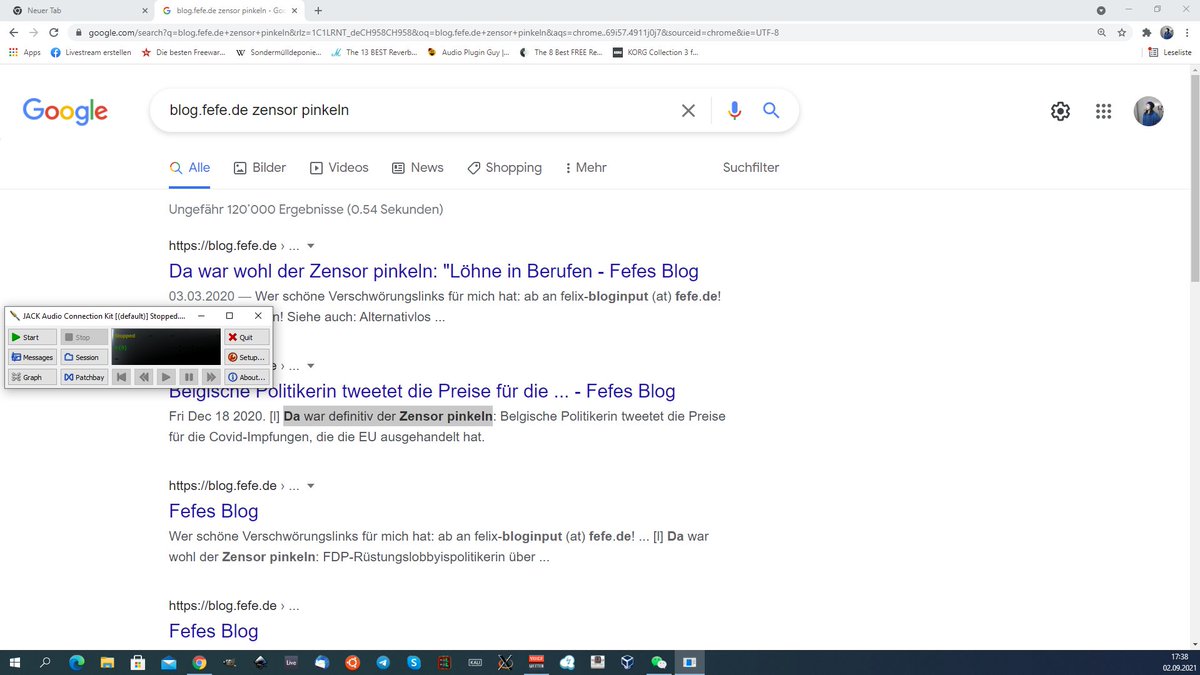 Neuer Tab
blog.fefe.de zensor pinkeln - Go
google.com/search?q=blog.fefe.de+zensor+pinkeln&rlz=1C1LRNT_deCH958CH958&oq=blog.fefe.de+zensor+pinkeln&aqs=chrome..69i57.4911j0j7&sourceid=chrome&ie=UTF-8
Apps Livestream erstellen Die besten Freewar... Sondermülldeponie... The 13 BEST Reverb... Audio Plugin Guy |... The 8 Best FREE Re... KORG Collection 3 f... Leseliste
Google
blog.fefe.de zensor pinkeln
Alle Bilder Videos News Shopping Mehr Suchfilter
Ungefähr 120'000 Ergebnisse (0.54 Sekunden)
https://blog.fefe.de › ...
Da war wohl der Zensor pinkeln: "Löhne in Berufen - Fefes Blog
03.03.2020 — Wer schöne Verschwörungslinks für mich hat: ab an felix-bloginput (at) fefe.de!
n! Siehe auch: Alternativlos ...
JACK Audio Connection Kit [(default)] Stopped....
Start Stop Stopped Quit
Messages Session Setup...
Graph Patchbay About...
› ...
Belgische Politikerin tweetet die Preise für die ... - Fefes Blog
Fri Dec 18 2020. [l] Da war definitiv der Zensor pinkeln: Belgische Politikerin tweetet die Preise
für die Covid-Impfungen, die die EU ausgehandelt hat.
https://blog.fefe.de › ...
Fefes Blog
Wer schöne Verschwörungslinks für mich hat: ab an felix-bloginput (at) fefe.de! ... [l] Da war
wohl der Zensor pinkeln: FDP-Rüstungslobbyispolitikerin über ...
https://blog.fefe.de › ...
Fefes Blog
Live
KALI
17:38
02.09.2021